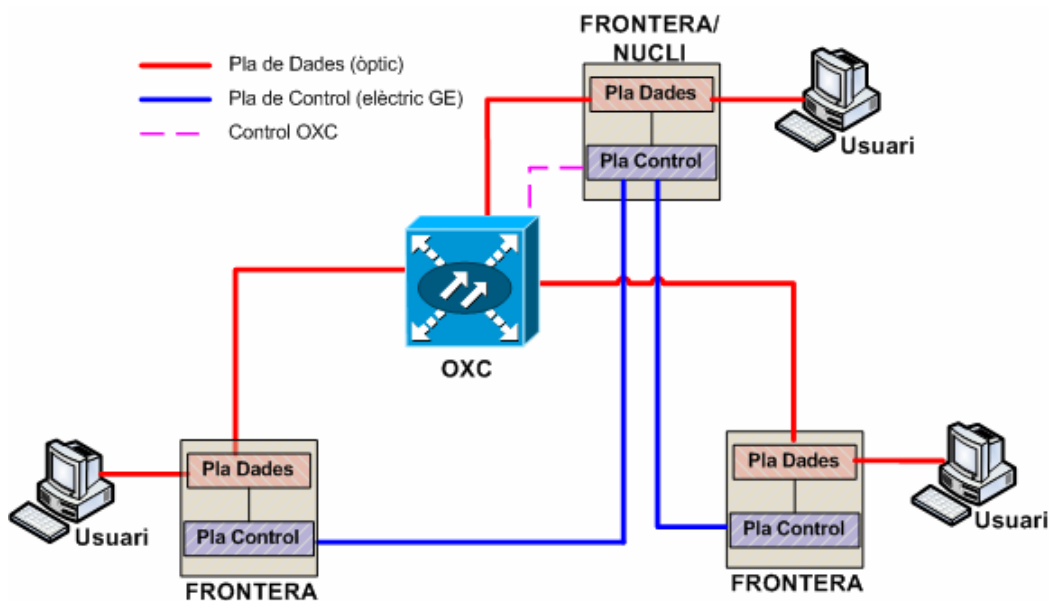 FRONTERA/
NUCLI
Pla de Dades (òptic)
Pla de Control (elèctric GE)
Control OXC
Pla Dades
Pla Control
Usuari
OXC
Pla Dades
Pla Control
Usuari
FRONTERA
Pla Dades
Pla Control
Usuari
FRONTERA